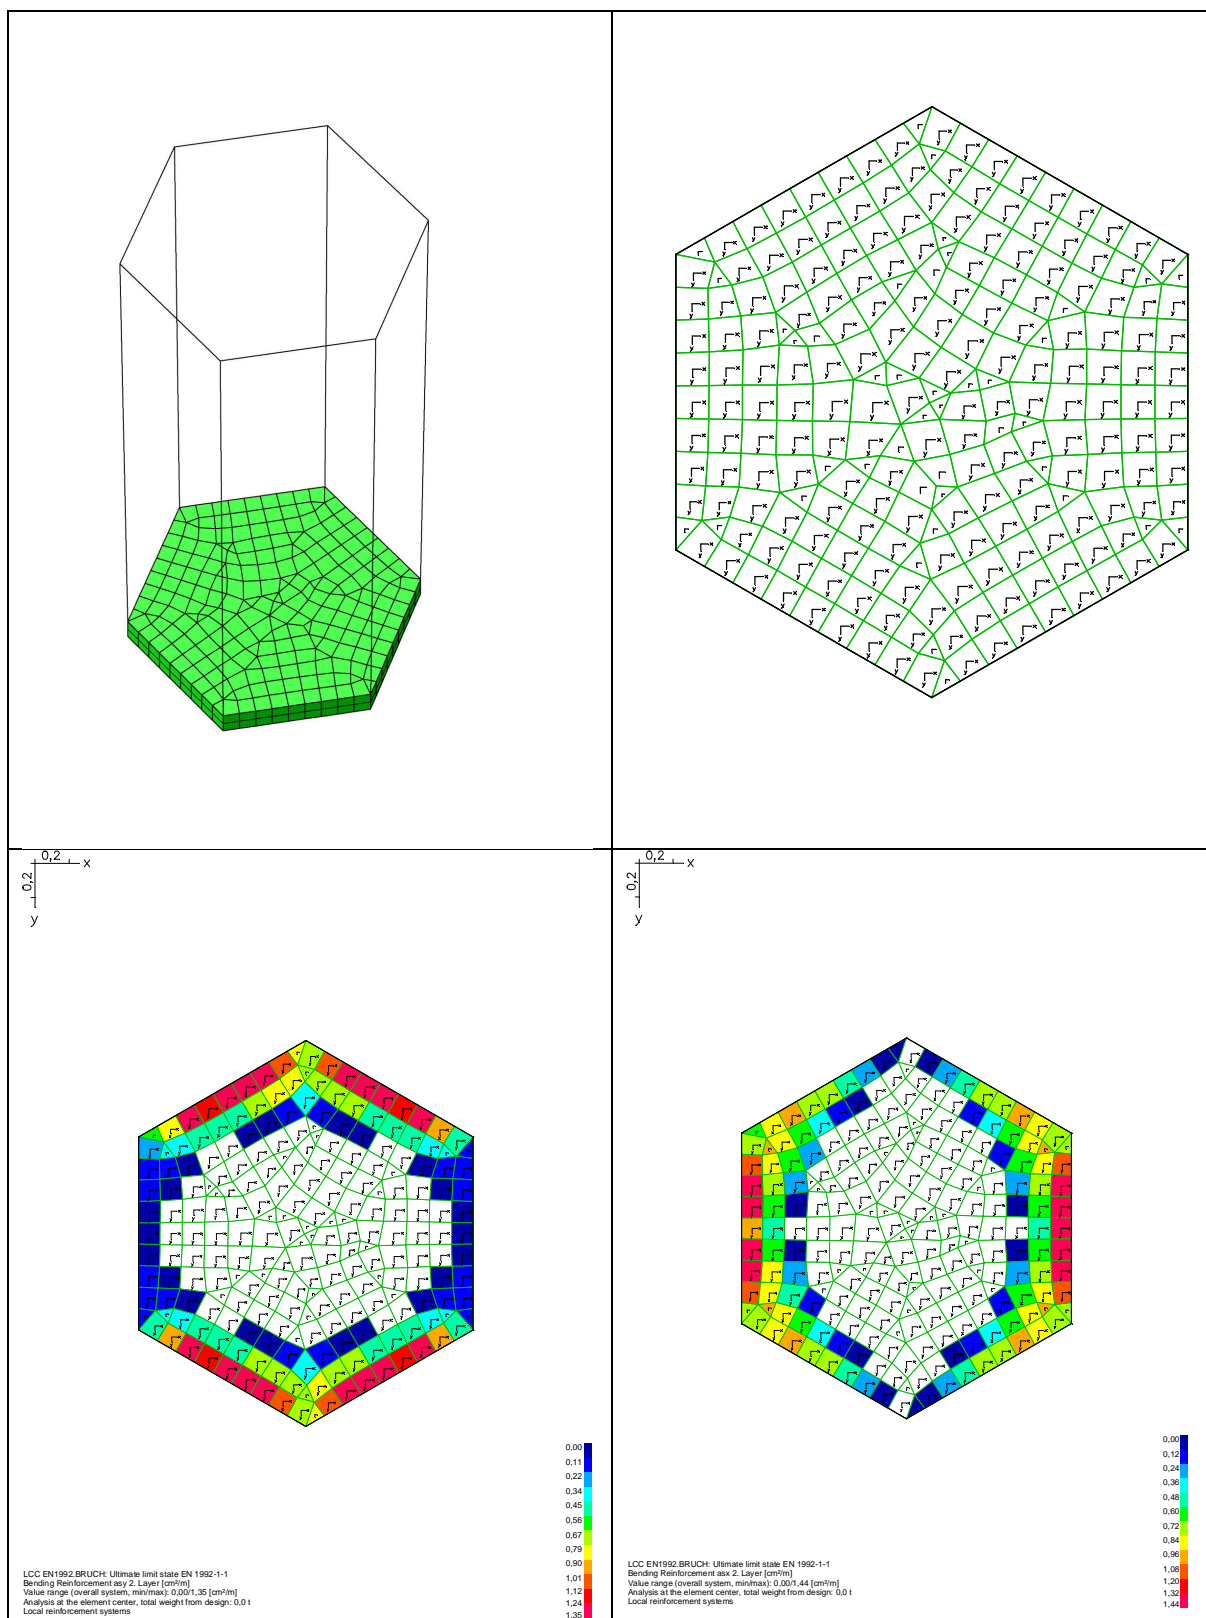 0,2
x
0,2
y
0,00
0,11
0,22
0,34
0,45
0,56
0,67
0,79
0,90
1,01
1,12
1,24
1,35
LCC EN1992.BRUCH: Ultimate limit state EN 1992-1-1
Bending Reinforcement asy 2. Layer [cm²/m]
Value range (overall system, min/max): 0,00/1,35 [cm²/m]
Analysis at the element center, total weight from design: 0,0 t
Local reinforcement systems
0,2
x
0,2
y
0,00
0,12
0,24
0,36
0,48
0,60
0,72
0,84
0,96
1,08
1,20
1,32
1,44
LCC EN1992.BRUCH: Ultimate limit state EN 1992-1-1
Bending Reinforcement asx 2. Layer [cm²/m]
Value range (overall system, min/max): 0,00/1,44 [cm²/m]
Analysis at the element center, total weight from design: 0,0 t
Local reinforcement systems